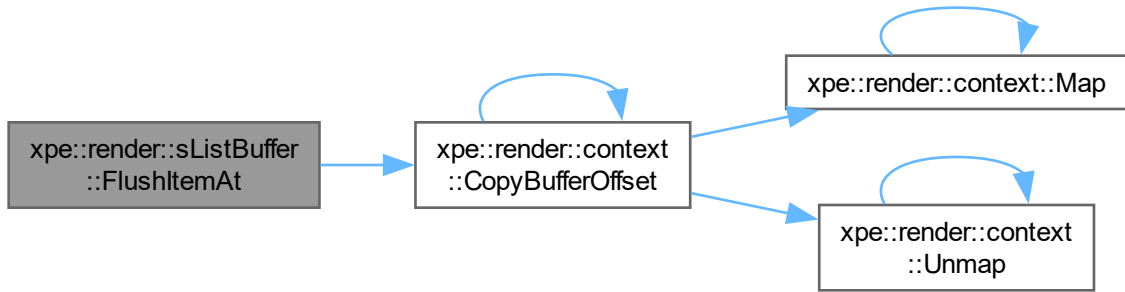 xpe::render::sListBuffer
::FlushItemAt
xpe::render::context
::CopyBufferOffset
xpe::render::context::Map
xpe::render::context
::Unmap